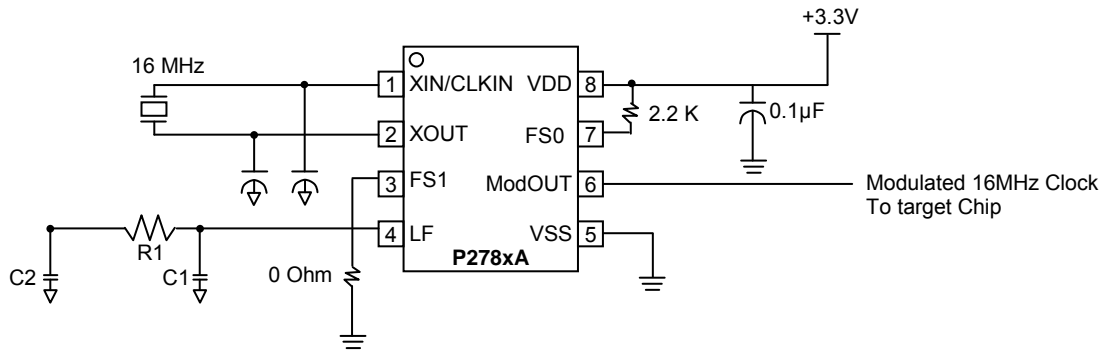 +3.3V
16 MHz
1 XIN/CLKIN VDD 8
2.2 K
0.1µF
2 XOUT FS0 7
3 FS1 ModOUT 6
Modulated 16MHz Clock
To target Chip
4 LF VSS 5
P278xA
R1
C2
C1
0 Ohm